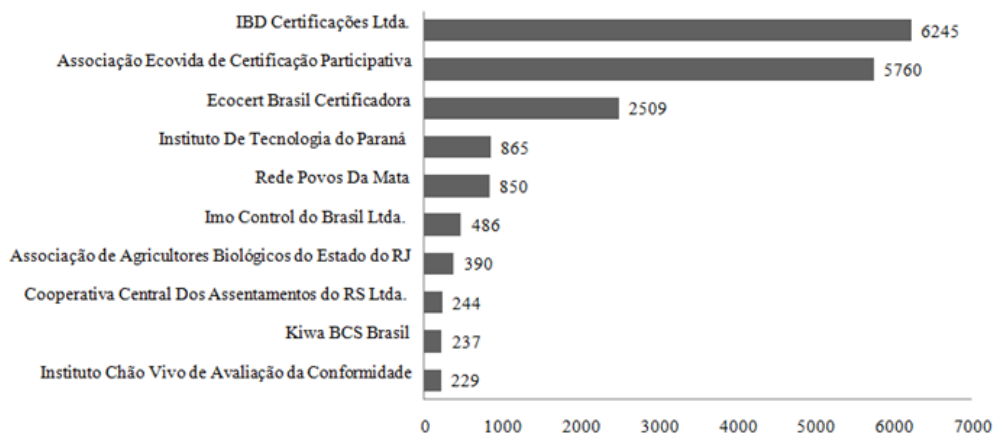 IBD Certificações Ltda. 6245
Associação Ecovida de Certificação Participativa 5760
Ecocert Brasil Certificadora 2509
Instituto De Tecnologia do Paraná 865
Rede Povos Da Mata 850
Imo Control do Brasil Ltda. 486
Associação de Agricultores Biológicos do Estado do RJ 390
Cooperativa Central Dos Assentamentos do RS Ltda. 244
Kiwa BCS Brasil 237
Instituto Chão Vivo de Avaliação da Conformidade 229
0 1000 2000 3000 4000 5000 6000 7000